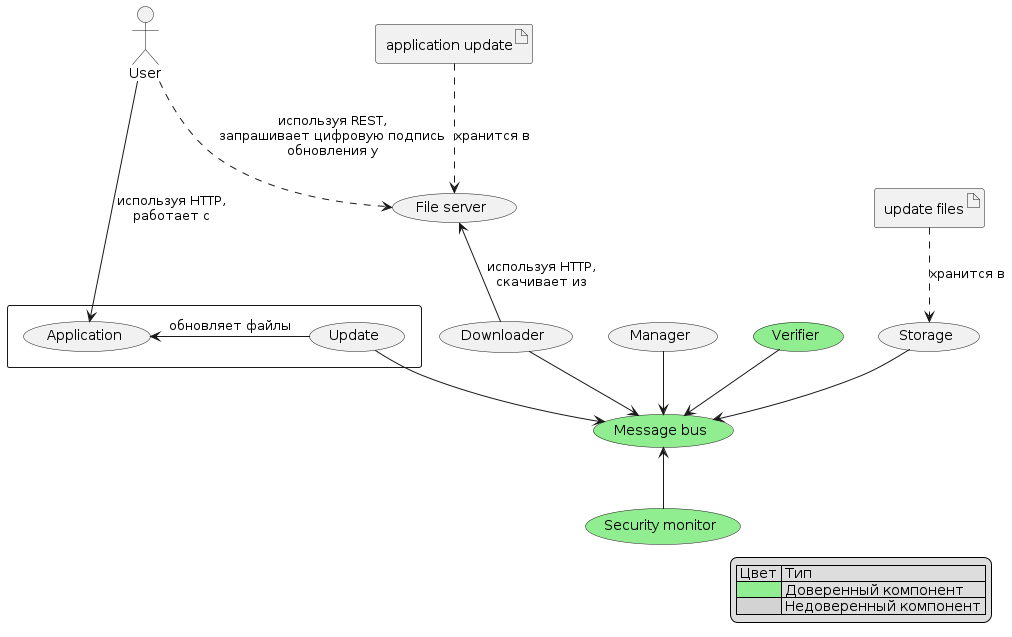 application update
User
используя REST,
запрашивает цифровую подпись
обновления у
хранится в
используя HTTP,
работает с
File server
update files
используя HTTP,
скачивает из
хранится в
Application
обновляет файлы
Update
Downloader
Manager
Verifier
Storage
Message bus
Security monitor
Цвет Тип
Доверенный компонент
Недоверенный компонент